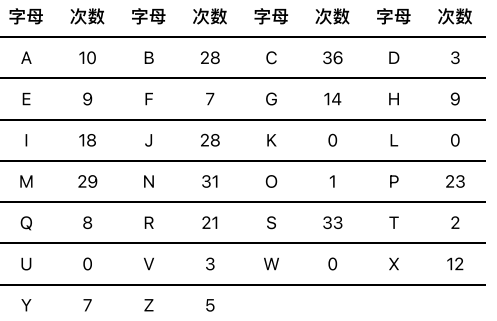 字母 次数 字母 次数 字母 次数 字母 次数
A 10 B 28 C 36 D 3
E 9 F 7 G 14 H 9
I 18 J 28 K 0 L 0
M 29 N 31 O 1 P 23
Q 8 R 21 S 33 T 2
U 0 V 3 W 0 X 12
Y 7 Z 5